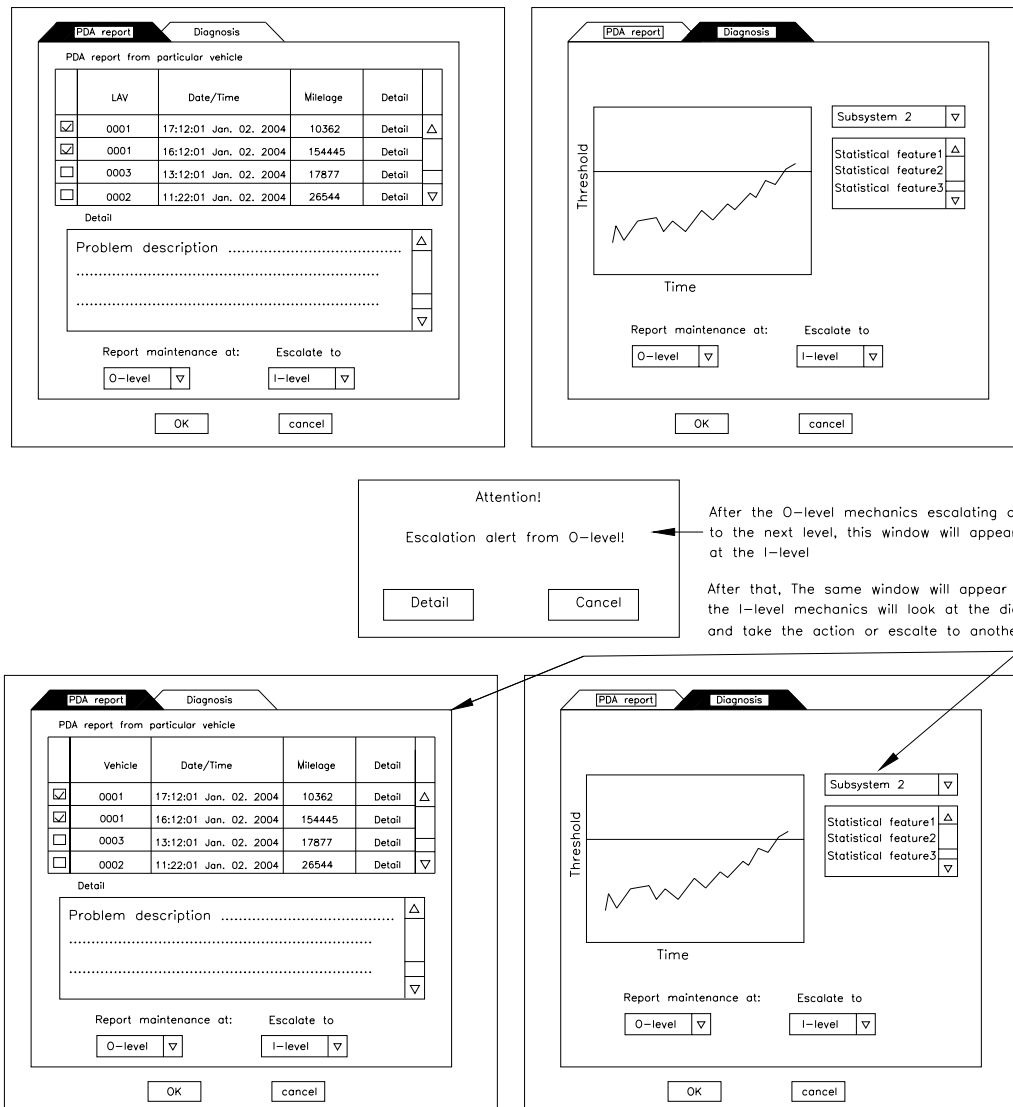 PDA report Diagnosis
PDA report from particular vehicle
LAV Date/Time Milelage Detail
0001 17:12:01 Jan. 02. 2004 10362 Detail
0001 16:12:01 Jan. 02. 2004 154445 Detail
0003 13:12:01 Jan. 02. 2004 17877 Detail
0002 11:22:01 Jan. 02. 2004 26544 Detail
Detail
Problem description ......................................
..................................................................
..................................................................
Report maintenance at: Escalate to
O-level I-level
OK cancel
PDA report Diagnosis
Threshold
Time
Subsystem 2
Statistical feature1
Statistical feature2
Statistical feature3
Report maintenance at: Escalate to
O-level I-level
OK cancel
Attention!
Escalation alert from O-level!
Detail Cancel
After the O-level mechanics escalating
to the next level, this window will appear
at the I-level
After that, The same window will appear
the I-level mechanics will look at the
and take the action or escalte to
PDA report Diagnosis
PDA report from particular vehicle
Vehicle Date/Time Milelage Detail
0001 17:12:01 Jan. 02. 2004 10362 Detail
0001 16:12:01 Jan. 02. 2004 154445 Detail
0003 13:12:01 Jan. 02. 2004 17877 Detail
0002 11:22:01 Jan. 02. 2004 26544 Detail
Detail
Problem description ......................................
..................................................................
..................................................................
Report maintenance at: Escalate to
O-level I-level
OK cancel
PDA report Diagnosis
Threshold
Time
Subsystem 2
Statistical feature1
Statistical feature2
Statistical feature3
Report maintenance at: Escalate to
O-level I-level
OK cancel